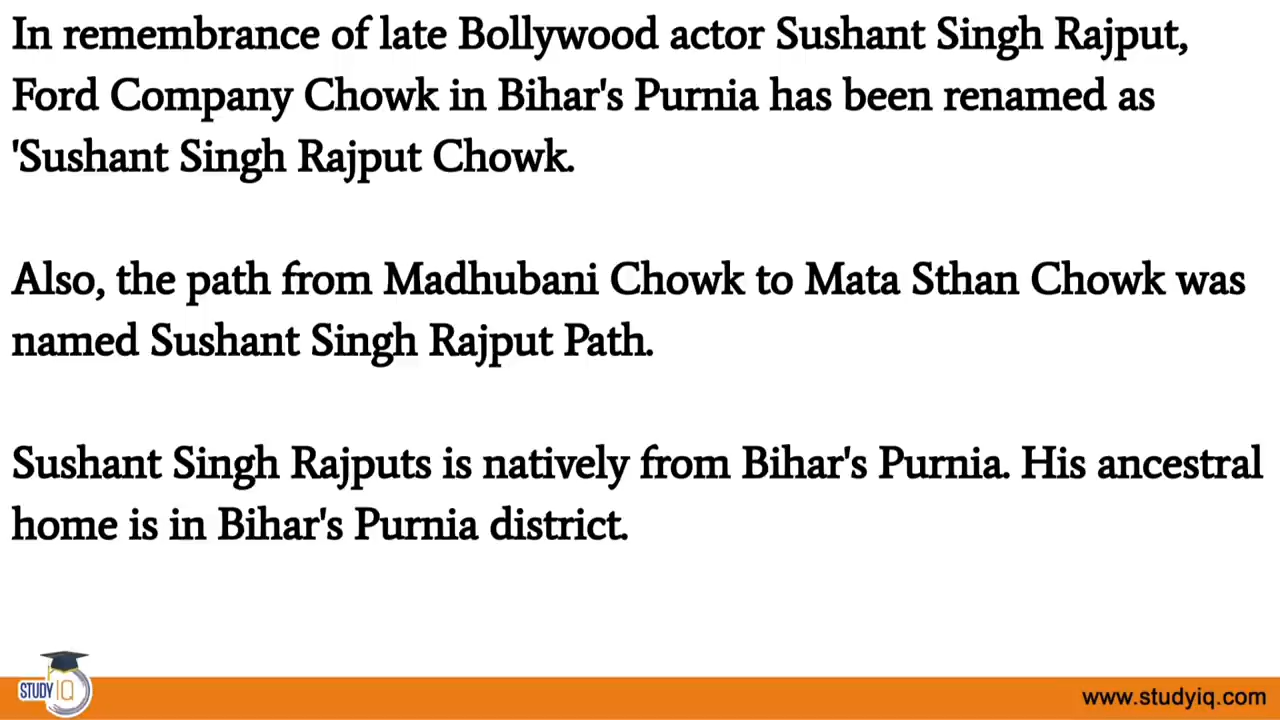 In remembrance of late Bollywood actor Sushant Singh Rajput,
Ford Company Chowk in Bihar's Purnia has been renamed as
'Sushant Singh Rajput Chowk.
Also, the path from Madhubani Chowk to Mata Sthan Chowk was
named Sushant Singh Rajput Path.
Sushant Singh Rajputs is natively from Bihar's Purnia. His ancestral
home is in Bihar's Purnia district.
STUDY IQ
www.studyiq.com